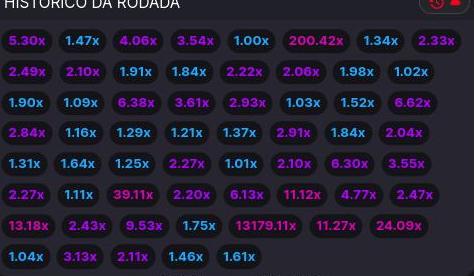 HISTÓRICO DA RODADA
5.30x 1.47x 4.06x 3.54x 1.00x 200.42x 1.34x 2.33x
2.49x 2.10x 1.91x 1.84x 2.22x 2.06x 1.98x 1.02x
1.90x 1.09x 6.38x 3.61x 2.93x 1.03x 1.52x 6.62x
2.84x 1.16x 1.29x 1.21x 1.37x 2.91x 1.84x 2.04x
1.31x 1.64x 1.25x 2.27x 1.01x 2.10x 6.30x 3.55x
2.27x 1.11x 39.11x 2.20x 6.13x 11.12x 4.77x 2.47x
13.18x 2.43x 9.53x 1.75x 13179.11x 11.27x 24.09x
1.04x 3.13x 2.11x 1.46x 1.61x